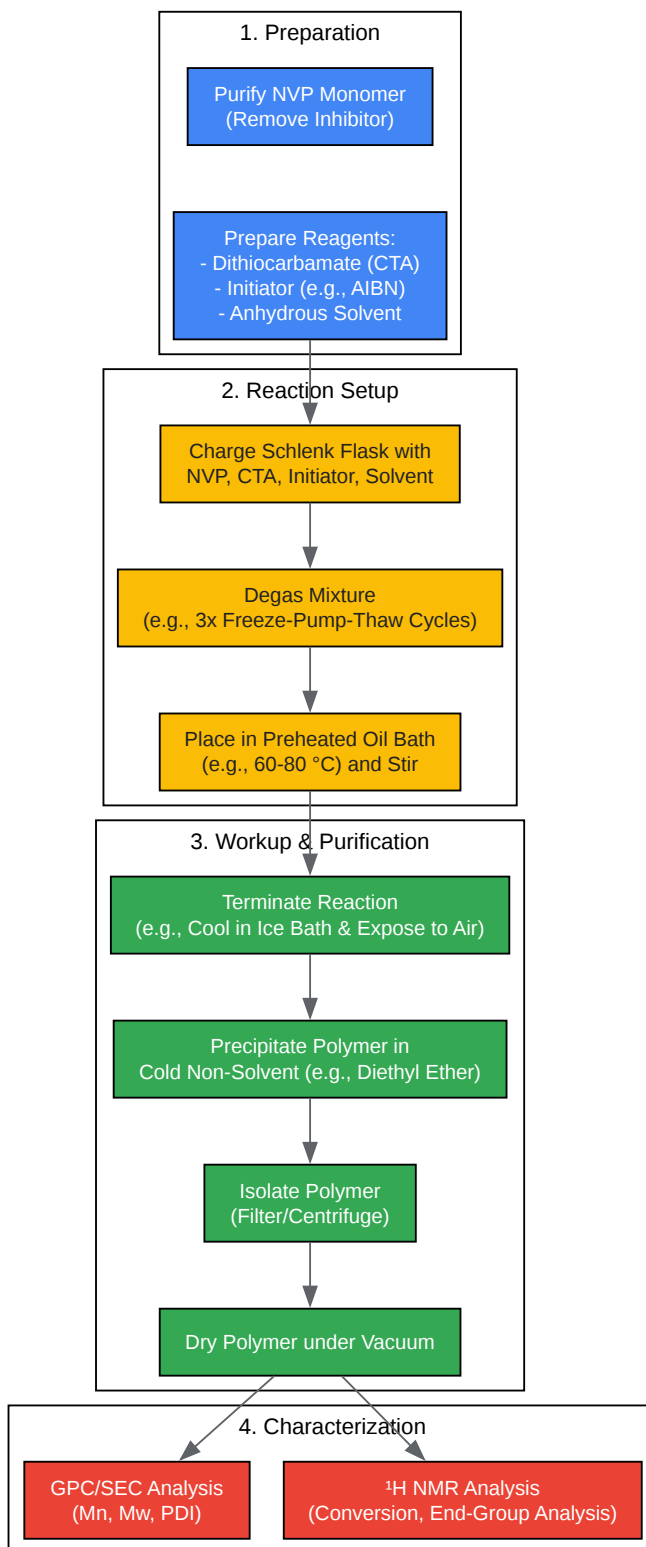 1. Preparation
Purify NVP Monomer
(Remove Inhibitor)
Prepare Reagents:
- Dithiocarbamate (CTA)
- Initiator (e.g., AIBN)
- Anhydrous Solvent
2. Reaction Setup
Charge Schlenk Flask with
NVP, CTA, Initiator, Solvent
Degas Mixture
(e.g., 3x Freeze-Pump-Thaw Cycles)
Place in Preheated Oil Bath
(e.g., 60-80 °C) and Stir
3. Workup & Purification
Terminate Reaction
(e.g., Cool in Ice Bath & Expose to Air)
Precipitate Polymer in
Cold Non-Solvent (e.g., Diethyl Ether)
Isolate Polymer
(Filter/Centrifuge)
Dry Polymer under Vacuum
4. Characterization
GPC/SEC Analysis
(Mn, Mw, PDI)
¹H NMR Analysis
(Conversion, End-Group Analysis)